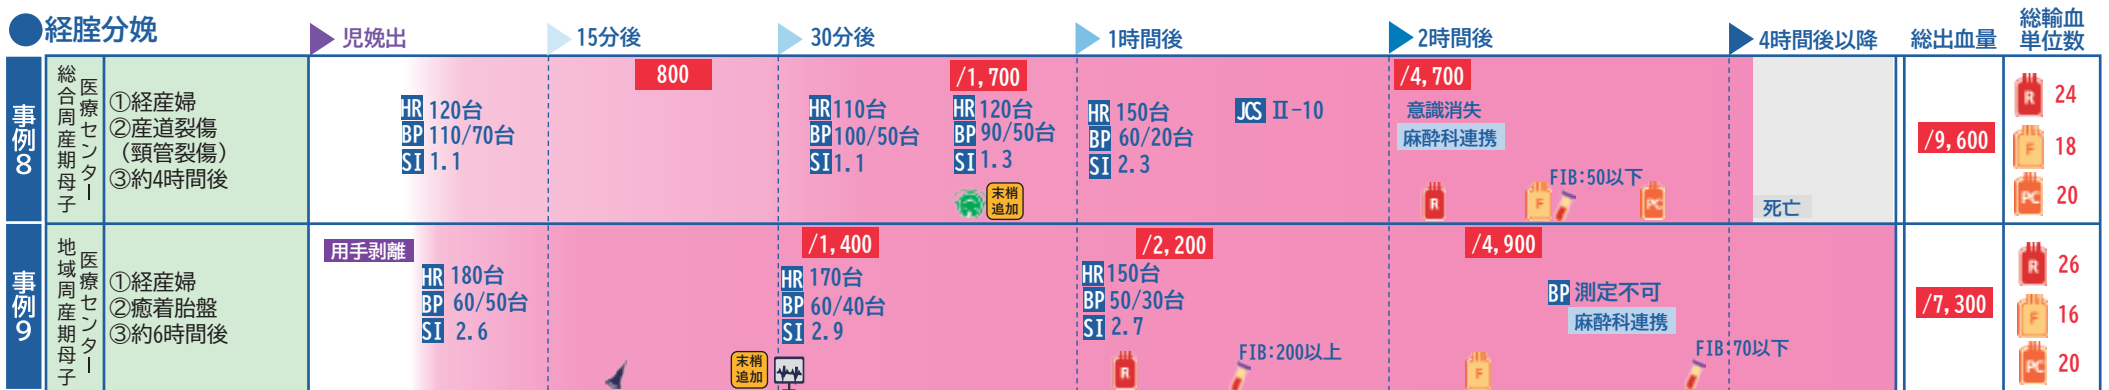 ●経腟分娩
児娩出
15分後
30分後
1時間後
2時間後
4時間後以降
総出血量
総輸血
単位数
事例8
総合周産期母子
医療センター
①経産婦
②産道裂傷
（頸管裂傷）
③約4時間後
HR 120台
BP 110/70台
SI 1.1
800
HR 110台
BP 100/50台
SI 1.1
/1,700
HR 120台
BP 90/50台
SI 1.3
末梢
追加
HR 150台
BP 60/20台
SI 2.3
JCS Ⅱ-10
/4,700
意識消失
麻酔科連携
R
F
FIB:50以下
PC
死亡
/9,600
R 24
F 18
PC 20
事例9
地域周産期母子
医療センター
①経産婦
②癒着胎盤
③約6時間後
用手剥離
HR 180台
BP 60/50台
SI 2.6
末梢
追加
/1,400
HR 170台
BP 60/40台
SI 2.9
/2,200
HR 150台
BP 50/30台
SI 2.7
R
FIB:200以上
/4,900
BP 測定不可
麻酔科連携
F
FIB:70以下
/7,300
R 26
F 16
PC 20